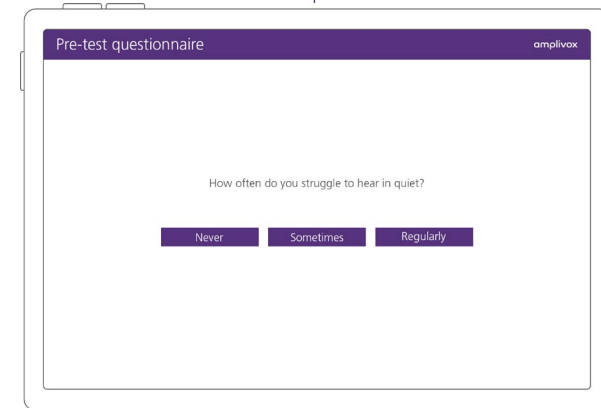 Pre-test questionnaire
amplivox
How often do you struggle to hear in quiet?
Never
Sometimes
Regularly